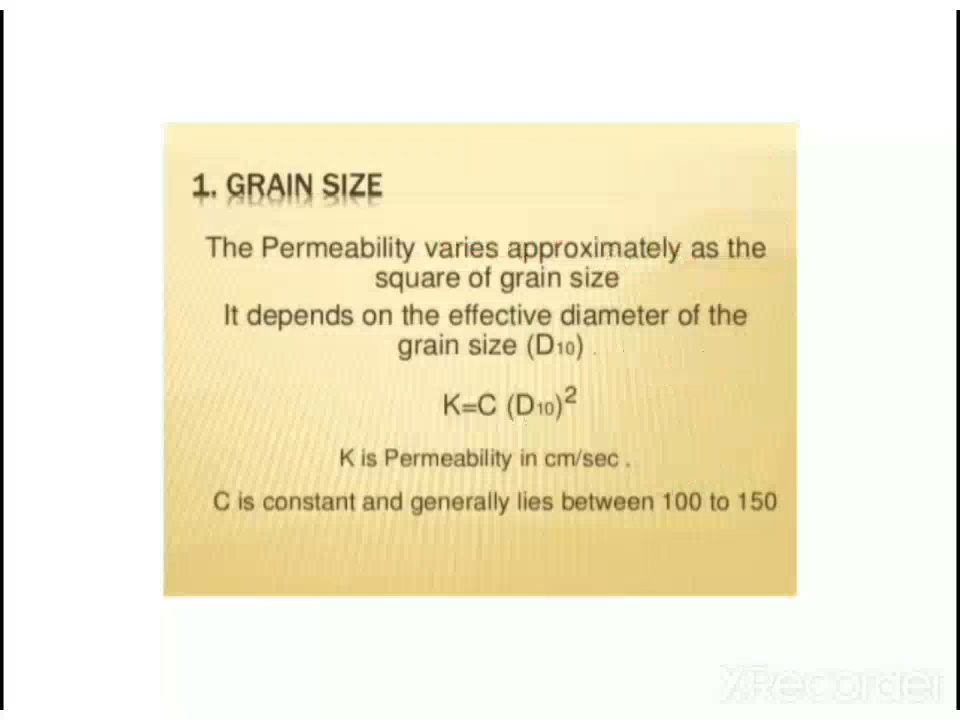 1. GRAIN SIZE
The Permeability varies approximately as the
square of grain size
It depends on the effective diameter of the
grain size (D10) .
K=C (D10)2
K is Permeability in cm/sec .
C is constant and generally lies between 100 to 150
XRecorder